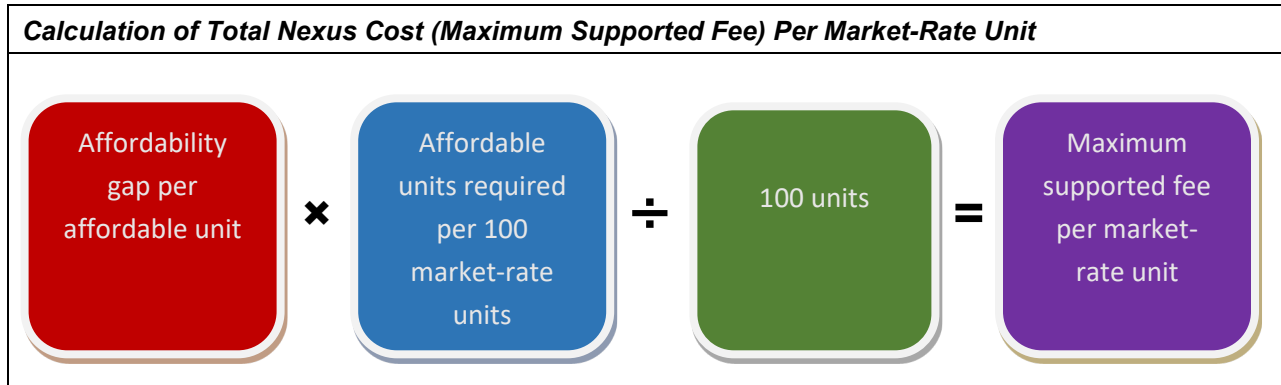 Calculation of Total Nexus Cost (Maximum Supported Fee) Per Market-Rate Unit
Affordability
gap per
affordable unit
×
Affordable
units required
per 100
market-rate
units
÷
100 units
=
Maximum
supported fee
per market-
rate unit